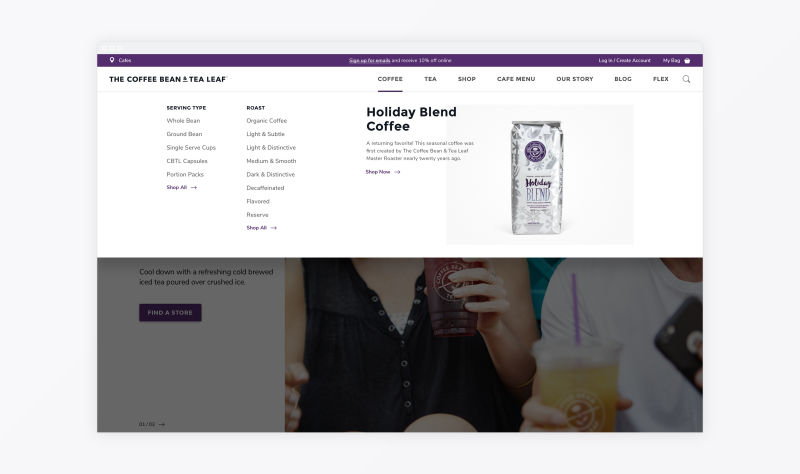 Cafes
Sign up for emails and receive 10% off online
Log In / Create Account
My Bag
THE COFFEE BEAN & TEA LEAF
COFFEE
TEA
SHOP
CAFE MENU
OUR STORY
BLOG
FLEX
SERVING TYPE
Whole Bean
Ground Bean
Single Serve Cups
CBTL Capsules
Portion Packs
Shop All
ROAST
Organic Coffee
Light & Subtle
Light & Distinctive
Medium & Smooth
Dark & Distinctive
Decaffeinated
Flavored
Reserve
Shop All
Holiday Blend
Coffee
A returning favorite! This seasonal coffee was
first created by The Coffee Bean & Tea Leaf
Master Roaster nearly twenty years ago.
Shop Now
Holiday
BLEND
Cool down with a refreshing cold brewed
iced tea poured over crushed ice.
FIND A STORE
01/03